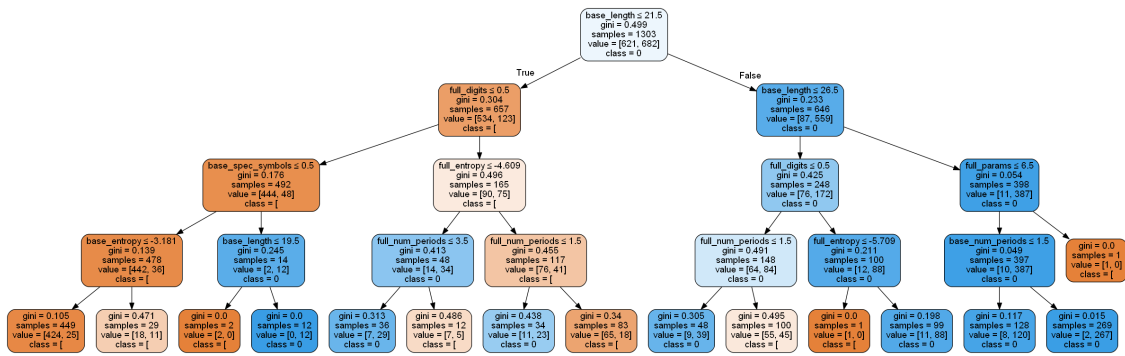 base_length ≤ 21.5
gini = 0.499
samples = 1303
value = [621, 682]
class = 0
True
False
full_digits ≤ 0.5
gini = 0.304
samples = 657
value = [534, 123]
class = [
base_length ≤ 26.5
gini = 0.233
samples = 646
value = [87, 559]
class = 0
base_spec_symbols ≤ 0.5
gini = 0.176
samples = 492
value = [444, 48]
class = [
full_entropy ≤ -4.609
gini = 0.496
samples = 165
value = [90, 75]
class = [
full_digits ≤ 0.5
gini = 0.425
samples = 248
value = [76, 172]
class = 0
full_params ≤ 6.5
gini = 0.054
samples = 398
value = [11, 387]
class = 0
base_entropy ≤ -3.181
gini = 0.139
samples = 478
value = [442, 36]
class = [
base_length ≤ 19.5
gini = 0.245
samples = 14
value = [2, 12]
class = 0
full_num_periods ≤ 3.5
gini = 0.413
samples = 48
value = [14, 34]
class = 0
full_num_periods ≤ 1.5
gini = 0.455
samples = 117
value = [76, 41]
class = [
full_num_periods ≤ 1.5
gini = 0.491
samples = 148
value = [64, 84]
class = 0
full_entropy ≤ -5.709
gini = 0.211
samples = 100
value = [12, 88]
class = 0
base_num_periods ≤ 1.5
gini = 0.049
samples = 397
value = [10, 387]
class = 0
gini = 0.0
samples = 1
value = [1, 0]
class = [
gini = 0.105
samples = 449
value = [424, 25]
class = [
gini = 0.471
samples = 29
value = [18, 11]
class = [
gini = 0.0
samples = 2
value = [2, 0]
class = [
gini = 0.0
samples = 12
value = [0, 12]
class = 0
gini = 0.313
samples = 36
value = [7, 29]
class = 0
gini = 0.486
samples = 12
value = [7, 5]
class = [
gini = 0.438
samples = 34
value = [11, 23]
class = 0
gini = 0.34
samples = 83
value = [65, 18]
class = [
gini = 0.305
samples = 48
value = [9, 39]
class = 0
gini = 0.495
samples = 100
value = [55, 45]
class = [
gini = 0.0
samples = 1
value = [1, 0]
class = [
gini = 0.198
samples = 99
value = [11, 88]
class = 0
gini = 0.117
samples = 128
value = [8, 120]
class = 0
gini = 0.015
samples = 269
value = [2, 267]
class = 0